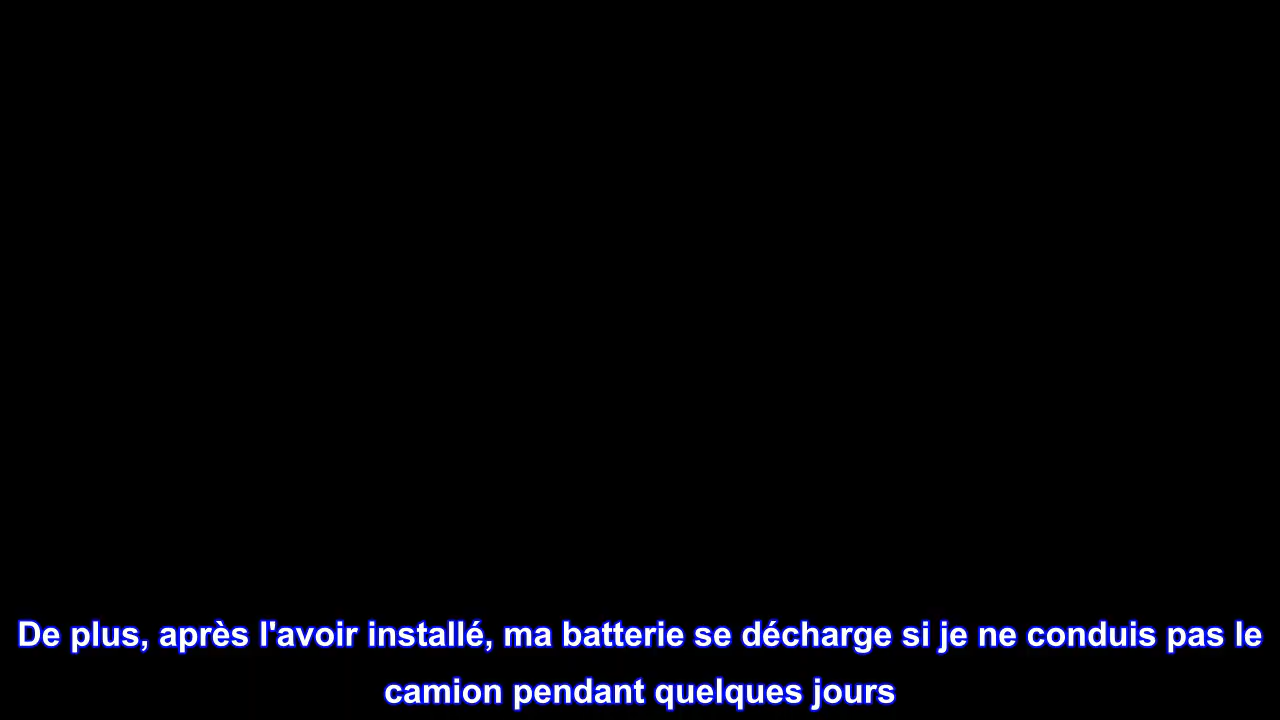 De plus, après l'avoir installé, ma batterie se décharge si je ne conduis pas le
camion pendant quelques jours